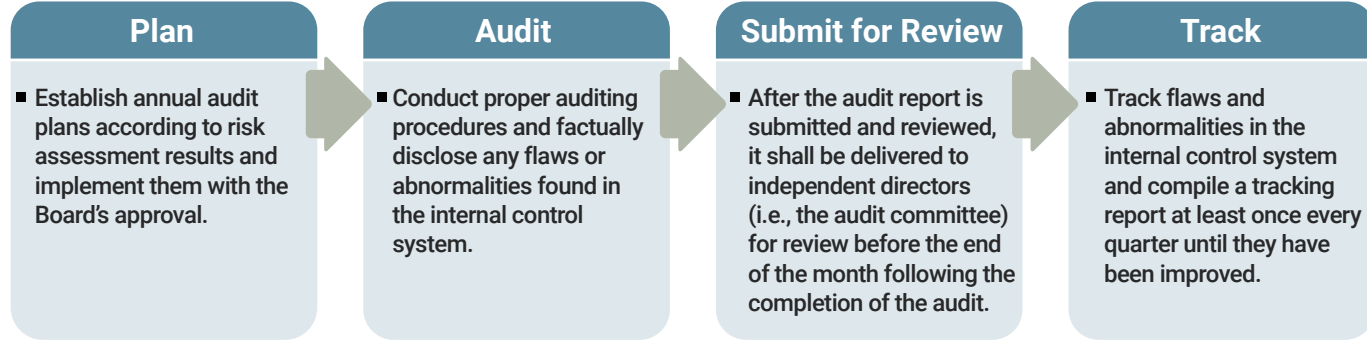 Plan
■ Establish annual audit
plans according to risk
assessment results and
implement them with the
Board's approval.
Audit
■ Conduct proper auditing
procedures and factually
disclose any flaws or
abnormalities found in
the internal control
system.
Submit for Review
■ After the audit report is
submitted and reviewed,
it shall be delivered to
independent directors
(i.e., the audit committee)
for review before the end
of the month following the
completion of the audit.
Track
■ Track flaws and
abnormalities in the
internal control system
and compile a tracking
report at least once every
quarter until they have
been improved.